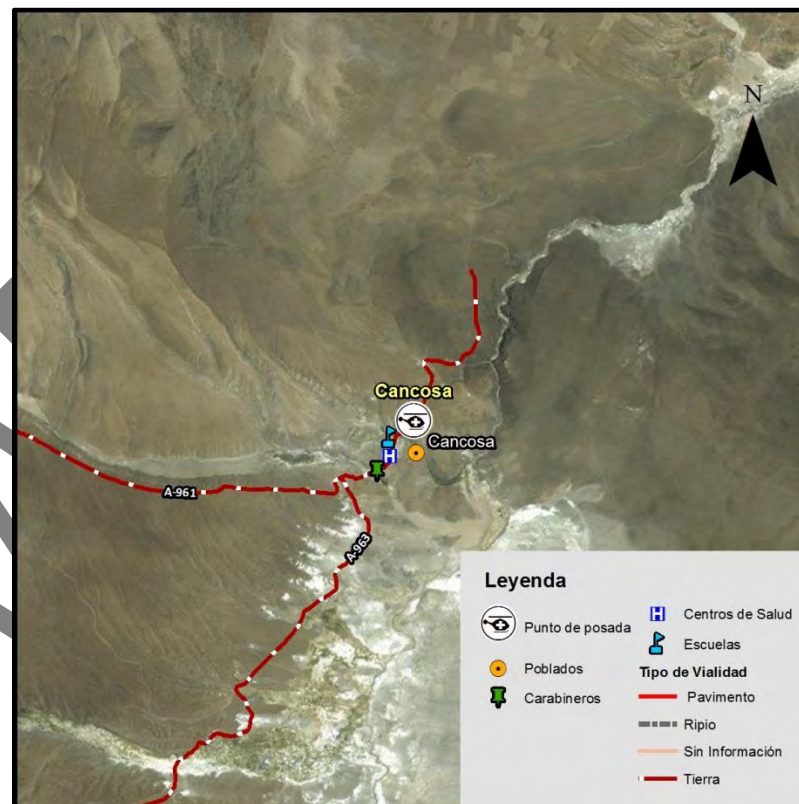 N
Cancosa
Cancosa
A-961
A-963
Leyenda
Punto de posada
Poblados
Carabineros
H Centros de Salud
Escuelas
Tipo de Vialidad
Pavimento
Ripio
Sin Información
Tierra